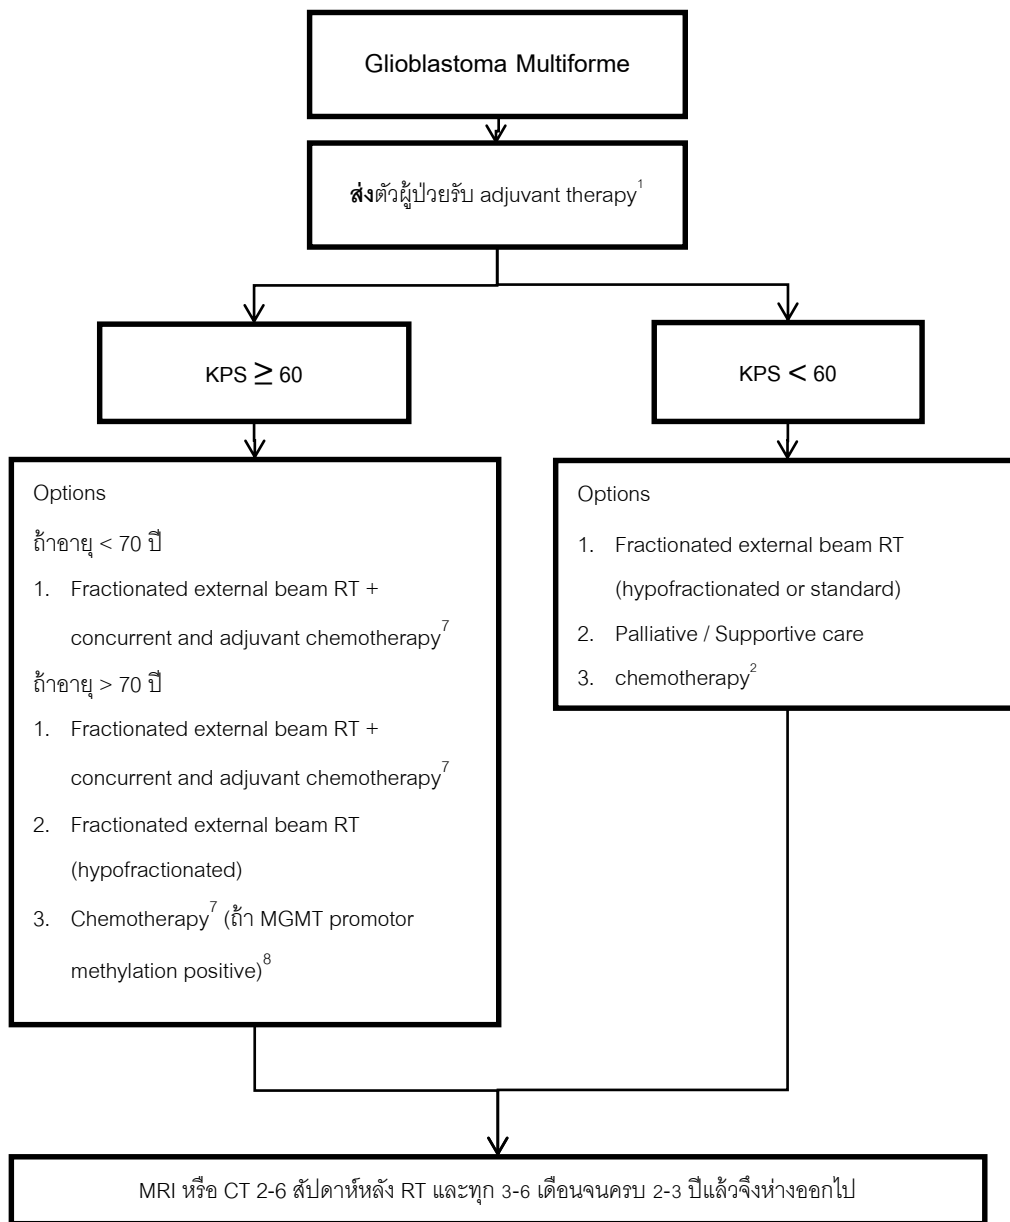 Glioblastoma Multiforme
ส่งตัวผู้ป่วยรับ adjuvant therapy¹
KPS ≥ 60
KPS < 60
Options
ถ้าอายุ < 70 ปี
1. Fractionated external beam RT +
concurrent and adjuvant chemotherapy⁷
ถ้าอายุ > 70 ปี
1. Fractionated external beam RT +
concurrent and adjuvant chemotherapy⁷
2. Fractionated external beam RT
(hypofractionated)
3. Chemotherapy⁷ (ถ้า MGMT promotor
methylation positive)⁸
Options
1. Fractionated external beam RT
(hypofractionated or standard)
2. Palliative / Supportive care
3. chemotherapy²
MRI หรือ CT 2-6 สัปดาห์หลัง RT และทุก 3-6 เดือนจนครบ 2-3 ปีแล้วจึงห่างออกไป